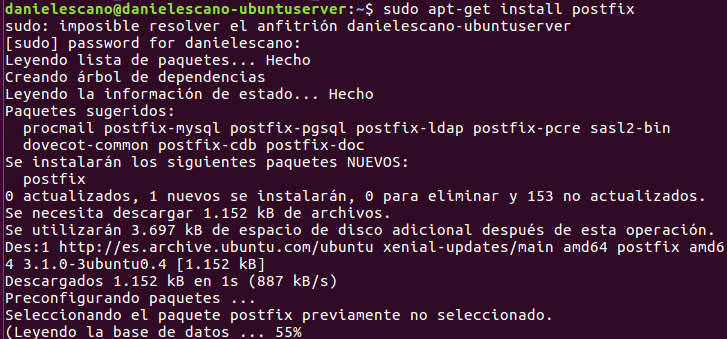 danielescano@danielescano-ubuntuserver:~$ sudo apt-get install postfix
sudo: imposible resolver el anfitrión danielescano-ubuntuserver
[sudo] password for danielescano:
Leyendo lista de paquetes... Hecho
Creando árbol de dependencias
Leyendo la información de estado... Hecho
Paquetes sugeridos:
  procmail postfix-mysql postfix-pgsql postfix-ldap postfix-pcre sasl2-bin
  dovecot-common postfix-cdb postfix-doc
Se instalarán los siguientes paquetes NUEVOS:
  postfix
0 actualizados, 1 nuevos se instalarán, 0 para eliminar y 153 no actualizados.
Se necesita descargar 1.152 kB de archivos.
Se utilizarán 3.697 kB de espacio de disco adicional después de esta operación.
Des:1 http://es.archive.ubuntu.com/ubuntu xenial-updates/main amd64 postfix amd6
4 3.1.0-3ubuntu0.4 [1.152 kB]
Descargados 1.152 kB en 1s (887 kB/s)
Preconfigurando paquetes ...
Seleccionando el paquete postfix previamente no seleccionado.
(Leyendo la base de datos ... 55%